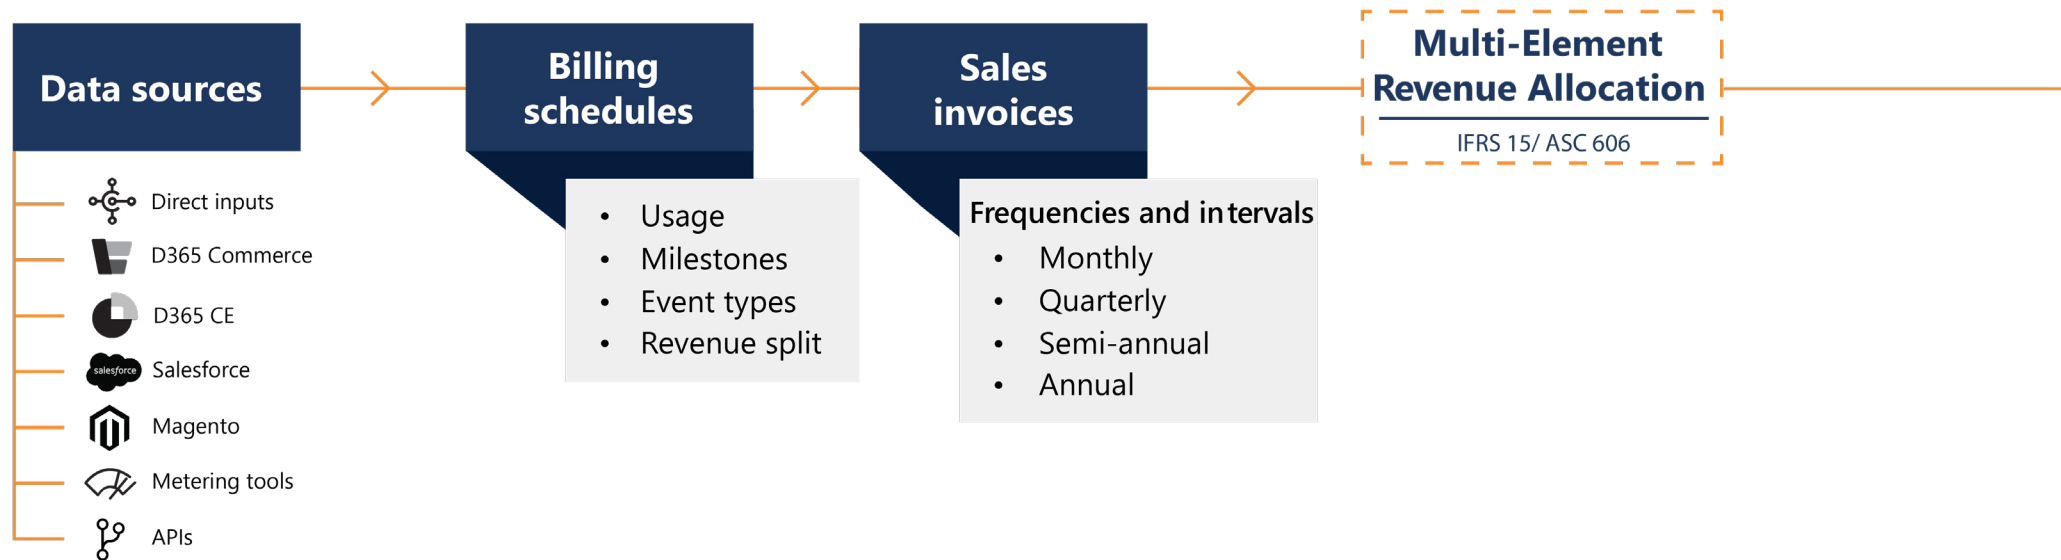 Data sources
Direct inputs
D365 Commerce
D365 CE
salesforce
Salesforce
Magento
Metering tools
APIs
Billing
schedules
• Usage
• Milestones
• Event types
• Revenue split
Sales
invoices
Frequencies and intervals
• Monthly
• Quarterly
• Semi-annual
• Annual
Multi-Element
Revenue Allocation
IFRS 15/ ASC 606